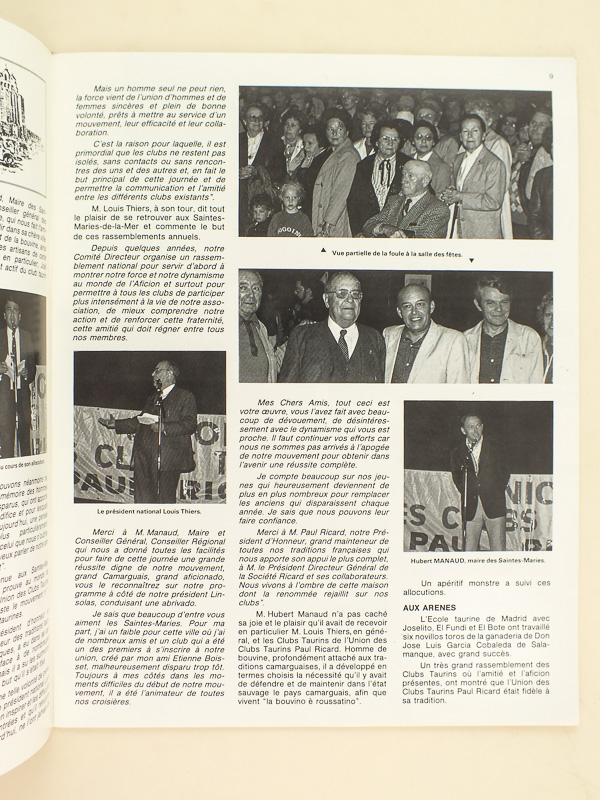 9
Mais un homme seul ne peut rien,
la force vient de l'union d'hommes et de
femmes sincères et plein de bonne
volonté, prêts à mettre au service d'un
mouvement, leur efficacité et leur colla-
boration.
C'est la raison pour laquelle, il est
primordial que les clubs ne restent pas
isolés, sans contacts ou sans rencon-
tres des uns et des autres et, en fait le
but principal de cette journée et de
permettre la communication et l'amitié
entre les différents clubs existants".
M. Louis Thiers, à son tour, dit tout
le plaisir de se retrouver aux Saintes-
Maries-de-la-Mer et commente le but
de ces rassemblements annuels.
Depuis quelques années, notre
Comité Directeur organise un rassem-
blement national pour servir d'abord à
montrer notre force et notre dynamisme
au monde de l'Aficion et surtout pour
permettre à tous les clubs de participer
plus intensément à la vie de notre asso-
ciation, de mieux comprendre notre
action et de renforcer cette fraternité,
cette amitié qui doit régner entre tous
nos membres.
Le président national Louis Thiers.
Merci à M. Manaud, Maire et
Conseiller Général, Conseiller Régional
qui nous a donné toutes les facilités
pour faire de cette journée une grande
réussite digne de notre mouvement,
grand Camarguais, grand aficionado,
vous le reconnaîtrez sur notre pro-
gramme à côté de notre président Lin-
solas, conduisant une abrivado.
Je sais que beaucoup d'entre vous
aiment les Saintes-Maries. Pour ma
part, j'ai un faible pour cette ville où j'ai
de nombreux amis et un club qui a été
un des premiers à s'inscrire à notre
union, créé par mon ami Etienne Bois-
set, malheureusement disparu trop tôt.
Toujours à mes côtés dans les mo-
ments difficiles du début de notre mou-
vement, il a été l'animateur de toutes
nos croisières.
Vue partielle de la foule à la salle des fêtes.
Mes Chers Amis, tout ceci est
votre œuvre, vous l'avez fait avec beau-
coup de dévouement, de désintéres-
sement avec le dynamisme qui vous est
proche. Il faut continuer vos efforts car
nous ne sommes pas arrivés à l'apogée
de notre mouvement pour obtenir dans
l'avenir une réussite complète.
Je compte beaucoup sur nos jeu-
nes qui heureusement deviennent de
plus en plus nombreux pour remplacer
les anciens qui disparaissent chaque
année. Je sais que nous pouvons leur
faire confiance.
Merci à M. Paul Ricard, notre Pré-
sident d'Honneur, grand mainteneur de
toutes nos traditions françaises qui
nous apporte son appui le plus complet,
à M. le Président Directeur Général de
la Société Ricard et ses collaborateurs.
Nous vivons à l'ombre de cette maison
dont la renommée rejaillit sur nos
clubs".
M. Hubert Manaud n'a pas caché
sa joie et le plaisir qu'il avait de recevoir
en particulier M. Louis Thiers, en géné-
ral, et les Clubs Taurins de l'Union des
Clubs Taurins Paul Ricard. Homme de
bouvine, profondément attaché aux tra-
ditions camarguaises, il a développé en
termes choisis la nécessité qu'il y avait
de défendre et de maintenir dans l'état
sauvage le pays camarguais, afin que
vivent "la bouvino è roussatino".
Hubert MANAUD, maire des Saintes-Maries.
Un apéritif monstre a suivi ces
allocutions.
AUX ARENES
L'Ecole taurine de Madrid avec
Joselito, El Fundi et El Bote ont travaillé
six novillos toros de la ganaderia de Don
Jose Luis Garcia Cobaleda de Sala-
manque, avec grand succès.
Un très grand rassemblement des
Clubs Taurins où l'amitié et l'aficion
présentes, ont montré que l'Union des
Clubs Taurins Paul Ricard était fidèle à
sa tradition.